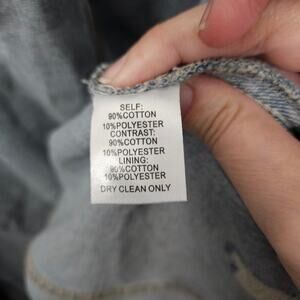 SELF:
90%COTTON
10%POLYESTER
CONTRAST:
90%COTTON
10%POLYESTER
LINING:
90%COTTON
10%POLYESTER
DRY CLEAN ONLY